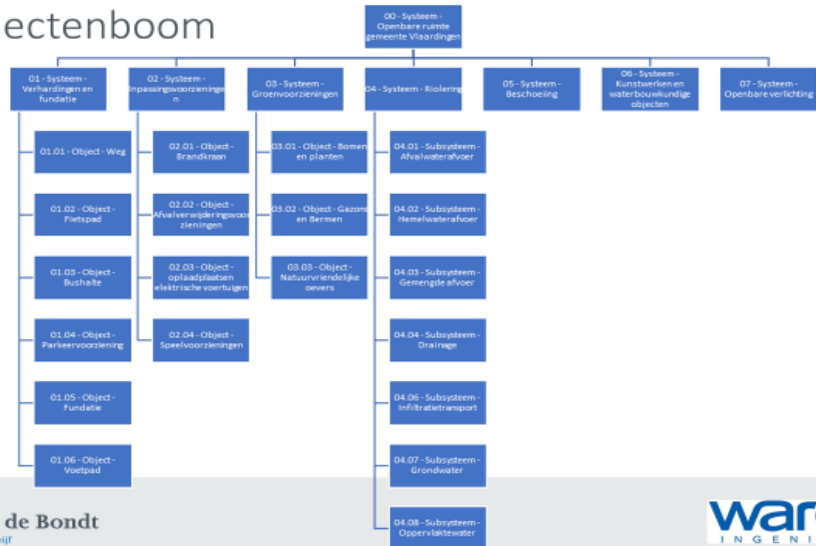 ectenboom
00 - Systeem -
Openbare ruimte
gemeente Vlaardingen
01 - Systeem -
Verhardingen en
fundatie
02 - Systeem -
Inpassingsvoorzieninge
n
03 - Systeem -
Groenvoorzieningen
04 - Systeem - Riolering
05 - Systeem -
Beschoeiing
06 - Systeem -
Kunstwerken en
waterbouwkundige
objecten
07 - Systeem -
Openbare verlichting
01.01 - Object - Weg
01.02 - Object -
Fietspad
01.03 - Object -
Bushalte
01.04 - Object -
Parkeervoorziening
01.05 - Object -
Fundatie
01.06 - Object -
Voetpad
02.01 - Object -
Brandkraan
02.02 - Object -
Afvalverwijderingsvoor
zieningen
02.03 - Object -
oplaadplaatsen
elektrische voertuigen
02.04 - Object -
Speelvoorzieningen
03.01 - Object - Bomen
en planten
03.02 - Object - Gazons
en Bermen
03.03 - Object -
Natuurvriendelijke
oevers
04.01 - Subsysteem -
Afvalwaterafvoer
04.02 - Subsysteem -
Hemelwaterafvoer
04.03 - Subsysteem -
Gemengde afvoer
04.04 - Subsysteem -
Drainage
04.06 - Subsysteem -
Infiltratietransport
04.07 - Subsysteem -
Grondwater
04.08 - Subsysteem -
Oppervlaktewater
de Bondt
rijf
war
INGENI